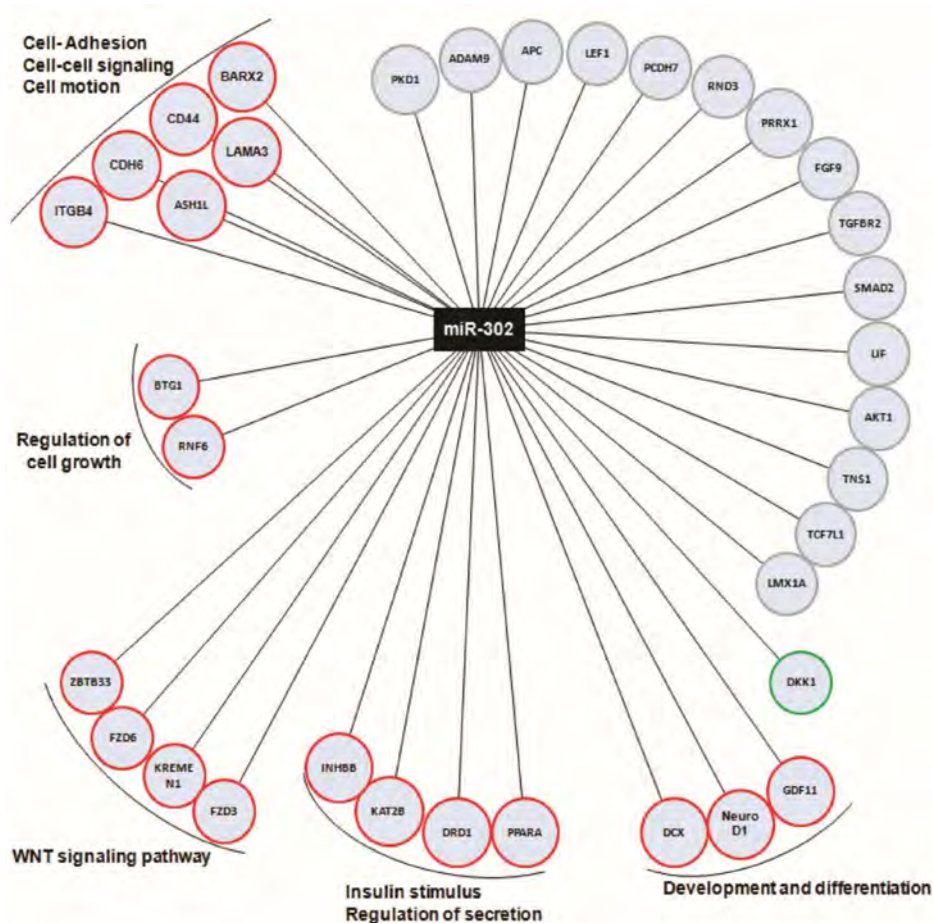 Cell- Adhesion
Cell-cell signaling
Cell motion
BARX2
CD44
LAMA3
CDH6
ASH1L
ITGB4
PKD1
ADAM9
APC
LEF1
PCDH7
RND3
PRRX1
FGF9
TGFBR2
SMAD2
LIF
AKT1
TNS1
TCF7L1
LMX1A
miR-302
BTG1
RNF6
Regulation of
cell growth
DKK1
ZBTB33
FZD6
KREME
N1
FZD3
WNT signaling pathway
INHBB
KAT2B
DRD1
PPARA
Insulin stimulus
Regulation of secretion
DCX
Neuro
D1
GDF11
Development and differentiation